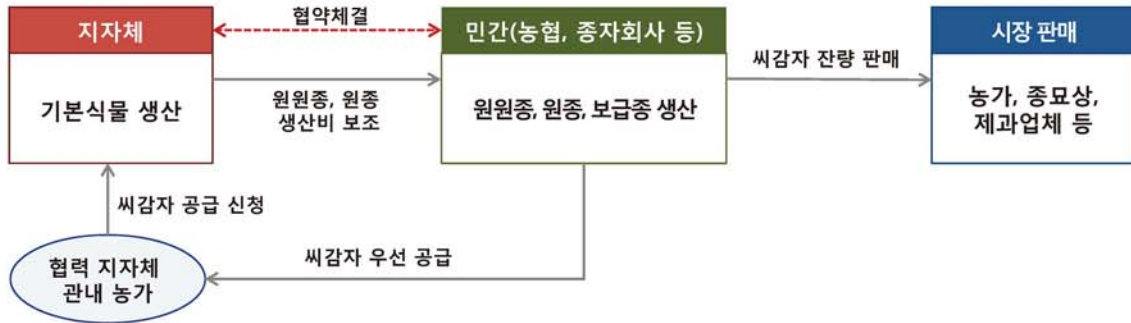 지자체
협약체결
민간(농협, 종자회사 등)
시장 판매
기본식물 생산
원원종, 원종
생산비 보조
원원종, 원종, 보급종 생산
씨감자 잔량 판매
농가, 종묘상,
제과업체 등
씨감자 공급 신청
협력 지자체
관내 농가
씨감자 우선 공급